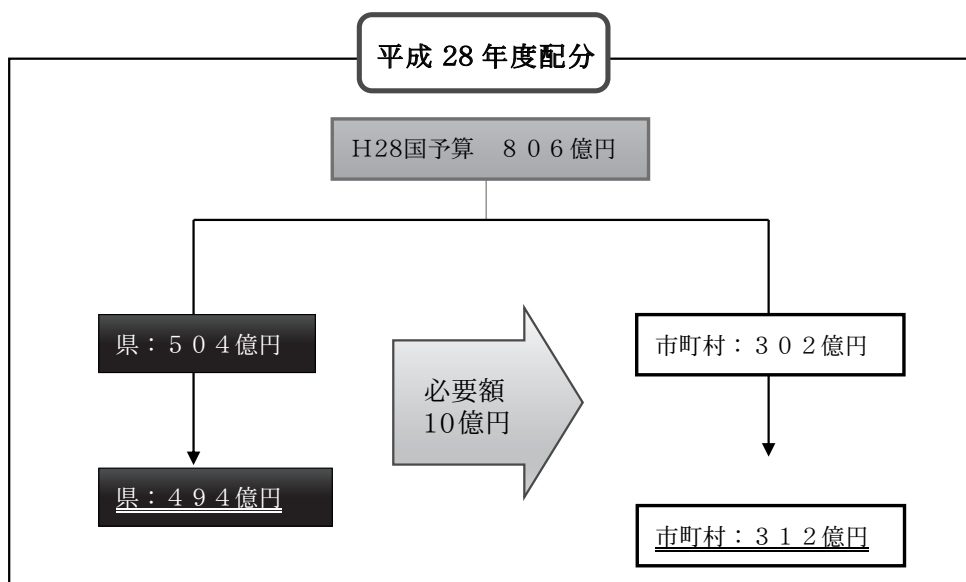 平成 28 年度配分
H28国予算　８０６億円
県：５０４億円
必要額
10億円
市町村：３０２億円
県：４９４億円
市町村：３１２億円